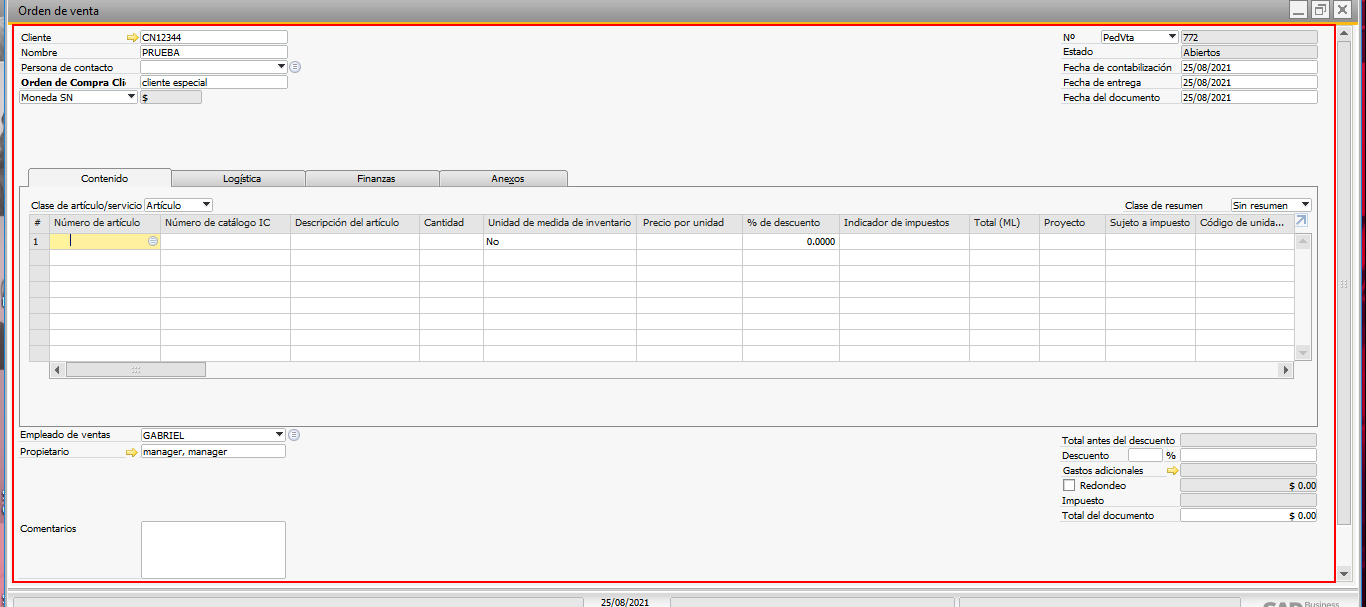 Orden de venta
Cliente CN12344
Nombre PRUEBA
Persona de contacto
Orden de Compra Cli cliente especial
Moneda SN $
Nº PedVta 772
Estado Abiertos
Fecha de contabilización 25/08/2021
Fecha de entrega 25/08/2021
Fecha del documento 25/08/2021
Contenido Logística Finanzas Anexos
Clase de artículo/servicio Artículo Clase de resumen Sin resumen
# Número de artículo Número de catálogo IC Descripción del artículo Cantidad Unidad de medida de inventario Precio por unidad % de descuento Indicador de impuestos Total (ML) Proyecto Sujeto a impuesto Código de unida...
1 No 0.0000
Empleado de ventas GABRIEL
Propietario manager, manager
Comentarios
Total antes del descuento
Descuento %
Gastos adicionales
Redondeo $ 0.00
Impuesto
Total del documento $ 0.00
25/08/2021
SAP Business